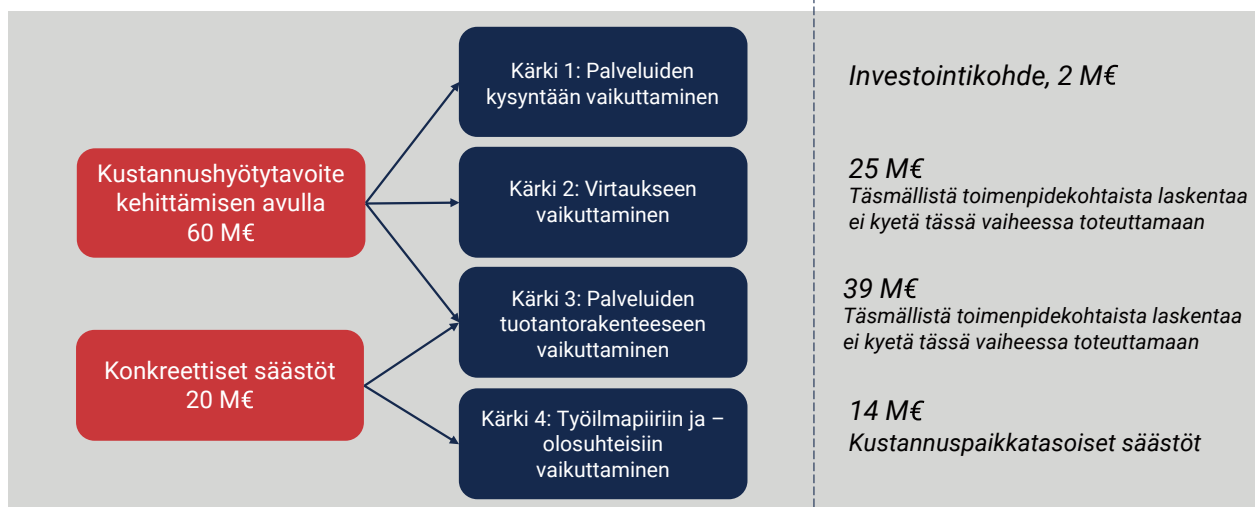 Kustannushyötytavoite
kehittämisen avulla
60 M€
Konkreettiset säästöt
20 M€
Kärki 1: Palveluiden
kysyntään vaikuttaminen
Kärki 2: Virtaukseen
vaikuttaminen
Kärki 3: Palveluiden
tuotantorakenteeseen
vaikuttaminen
Kärki 4: Työilmapiiriin ja –
olosuhteisiin
vaikuttaminen
Investointikohde, 2 M€
25 M€
Täsmällistä toimenpidekohtaista laskentaa
ei kyetä tässä vaiheessa toteuttamaan
39 M€
Täsmällistä toimenpidekohtaista laskentaa
ei kyetä tässä vaiheessa toteuttamaan
14 M€
Kustannuspaikkatasoiset säästöt